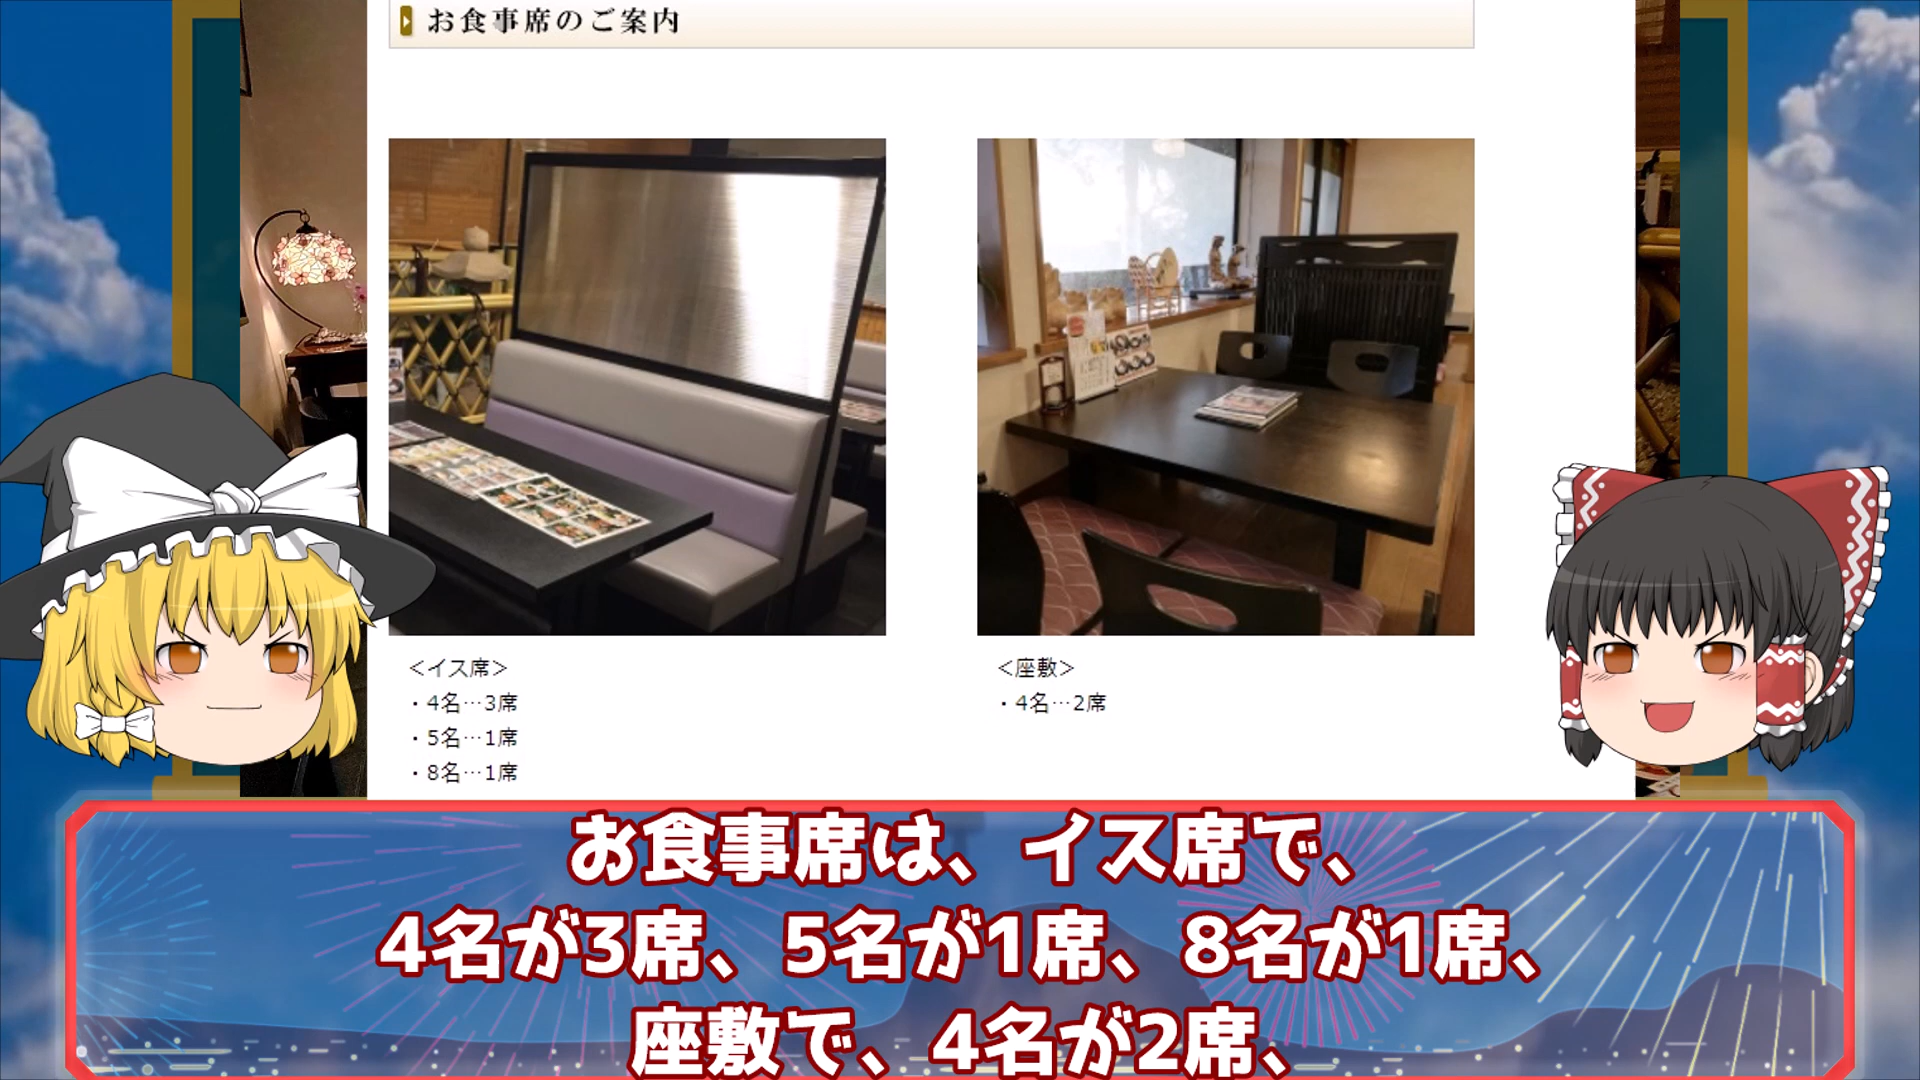 お食事席のご案内
＜イス席＞
・4名…3席
・5名…1席
・8名…1席
＜座敷＞
・4名…2席
お食事席は、イス席で、
4名が3席、5名が1席、8名が1席、
座敷で、4名が2席、